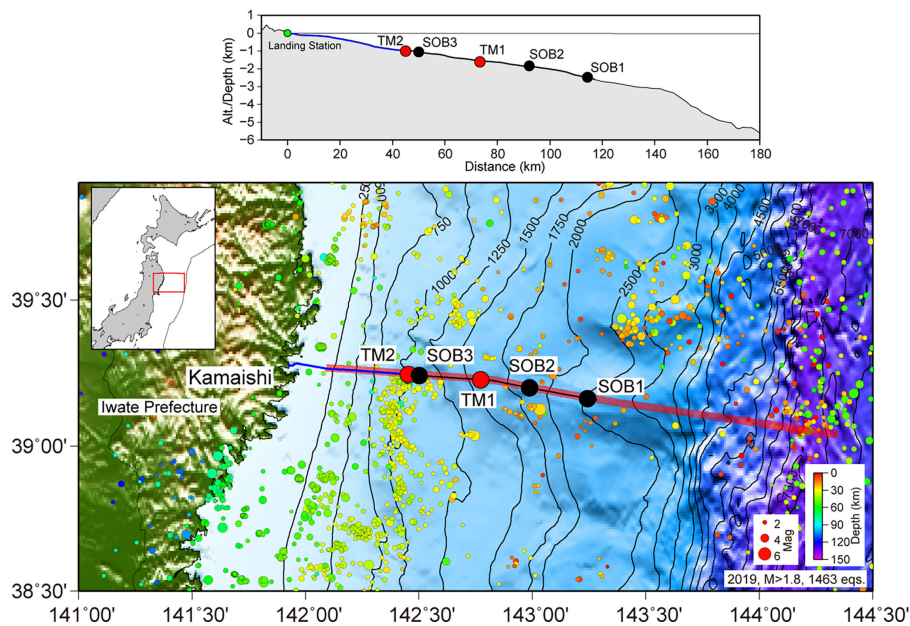 1
0
−1
−2
−3
−4
−5
−6
Alt./Depth (km)
Landing Station
TM2
SOB3
TM1
SOB2
SOB1
0 20 40 60 80 100 120 140 160 180
Distance (km)
39°30'
39°00'
38°30'
Kamaishi
Iwate Prefecture
TM2
SOB3
TM1
SOB2
SOB1
750
1000
1250
1500
1750
2000
2500
3000
3500
4000
4500
5500
7000
2
4
6
Mag
0
30
60
90
120
150
Depth (km)
2019, M>1.8, 1463 eqs.
141°00' 141°30' 142°00' 142°30' 143°00' 143°30' 144°00' 144°30'